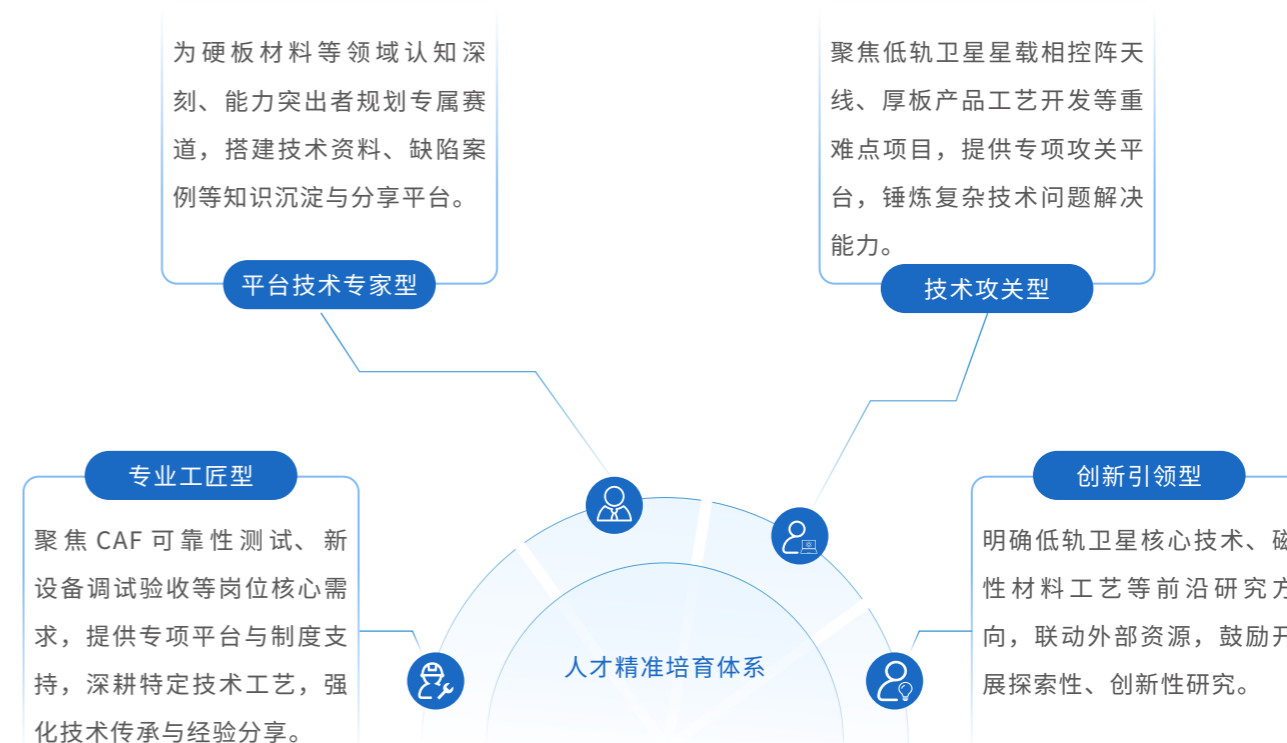 为硬板材料等领域认知深
刻、能力突出者规划专属赛
道，搭建技术资料、缺陷案
例等知识沉淀与分享平台。
平台技术专家型
聚焦低轨卫星星载相控阵天
线、厚板产品工艺开发等重
难点项目，提供专项攻关平
台，锤炼复杂技术问题解决
能力。
技术攻关型
专业工匠型
聚焦 CAF 可靠性测试、新
设备调试验收等岗位核心需
求，提供专项平台与制度支
持，深耕特定技术工艺，强
化技术传承与经验分享。
人才精准培育体系
创新引领型
明确低轨卫星核心技术、磁
性材料工艺等前沿研究方
向，联动外部资源，鼓励开
展探索性、创新性研究。